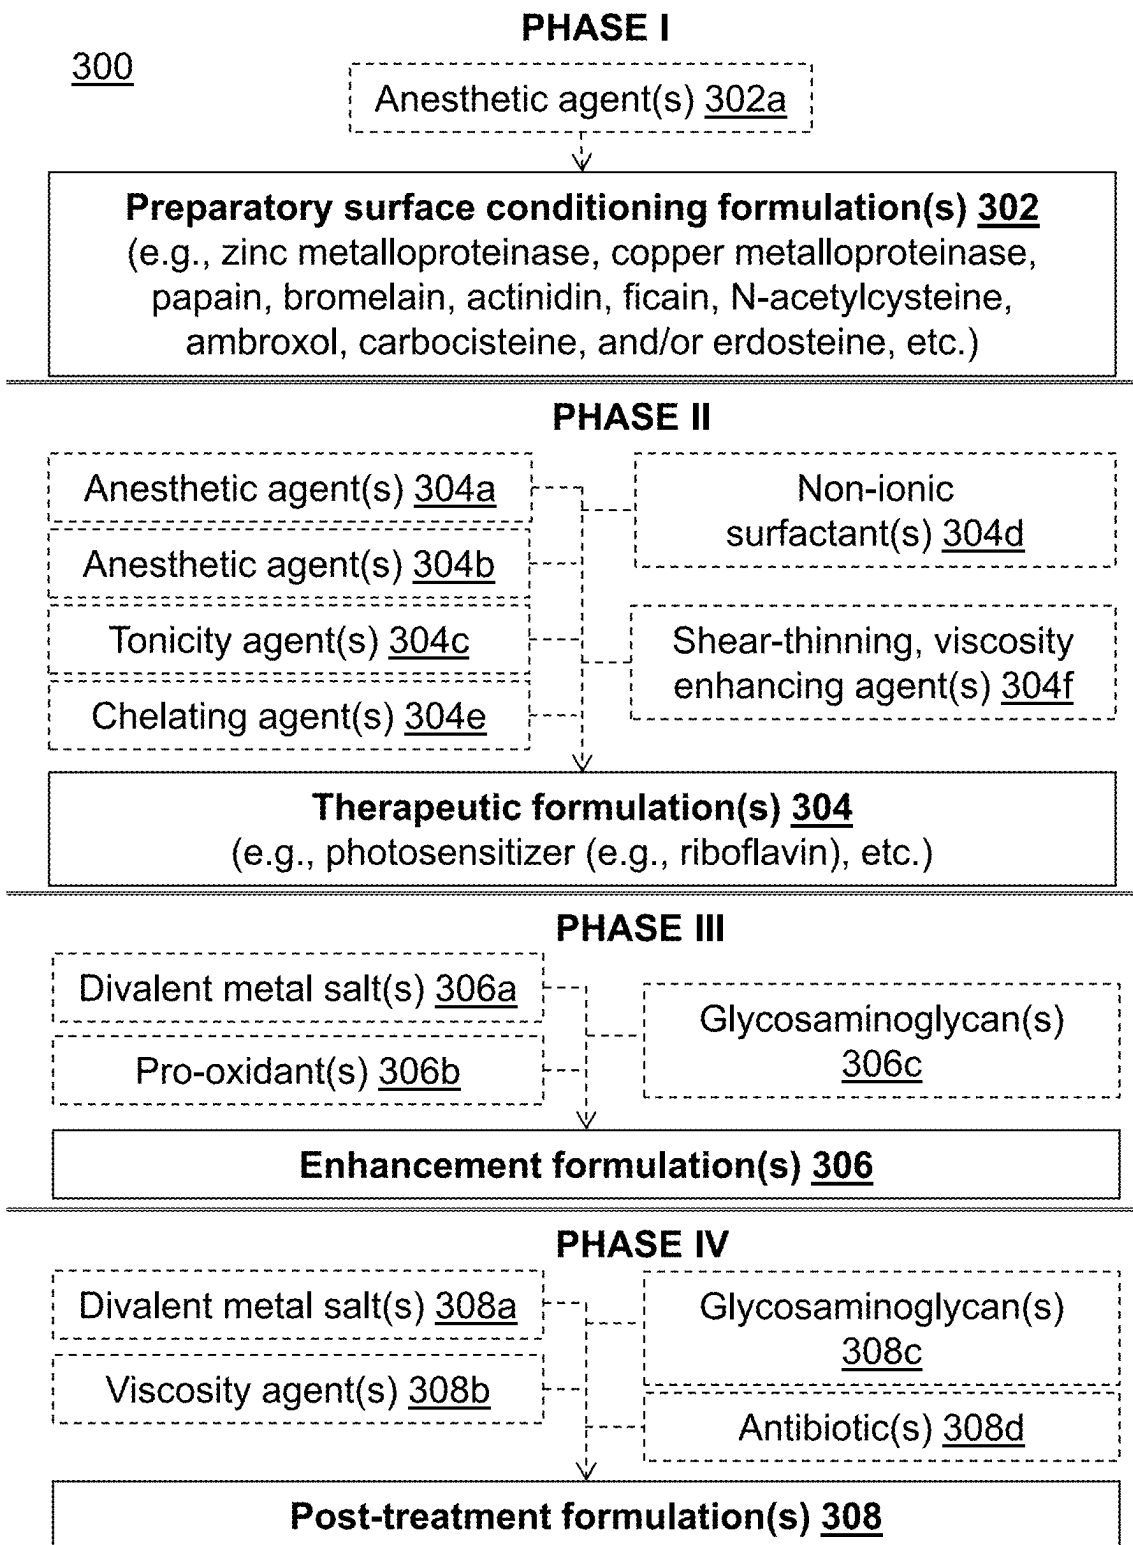 PHASE I
300
Anesthetic agent(s) 302a
Preparatory surface conditioning formulation(s) 302
(e.g., zinc metalloproteinase, copper metalloproteinase,
papain, bromelain, actinidin, ficain, N-acetylcysteine,
ambroxol, carbocisteine, and/or erdosteine, etc.)
PHASE II
Anesthetic agent(s) 304a
Anesthetic agent(s) 304b
Tonicity agent(s) 304c
Chelating agent(s) 304e
Non-ionic
surfactant(s) 304d
Shear-thinning, viscosity
enhancing agent(s) 304f
Therapeutic formulation(s) 304
(e.g., photosensitizer (e.g., riboflavin), etc.)
PHASE III
Divalent metal salt(s) 306a
Pro-oxidant(s) 306b
Glycosaminoglycan(s)
306c
Enhancement formulation(s) 306
PHASE IV
Divalent metal salt(s) 308a
Viscosity agent(s) 308b
Glycosaminoglycan(s)
308c
Antibiotic(s) 308d
Post-treatment formulation(s) 308